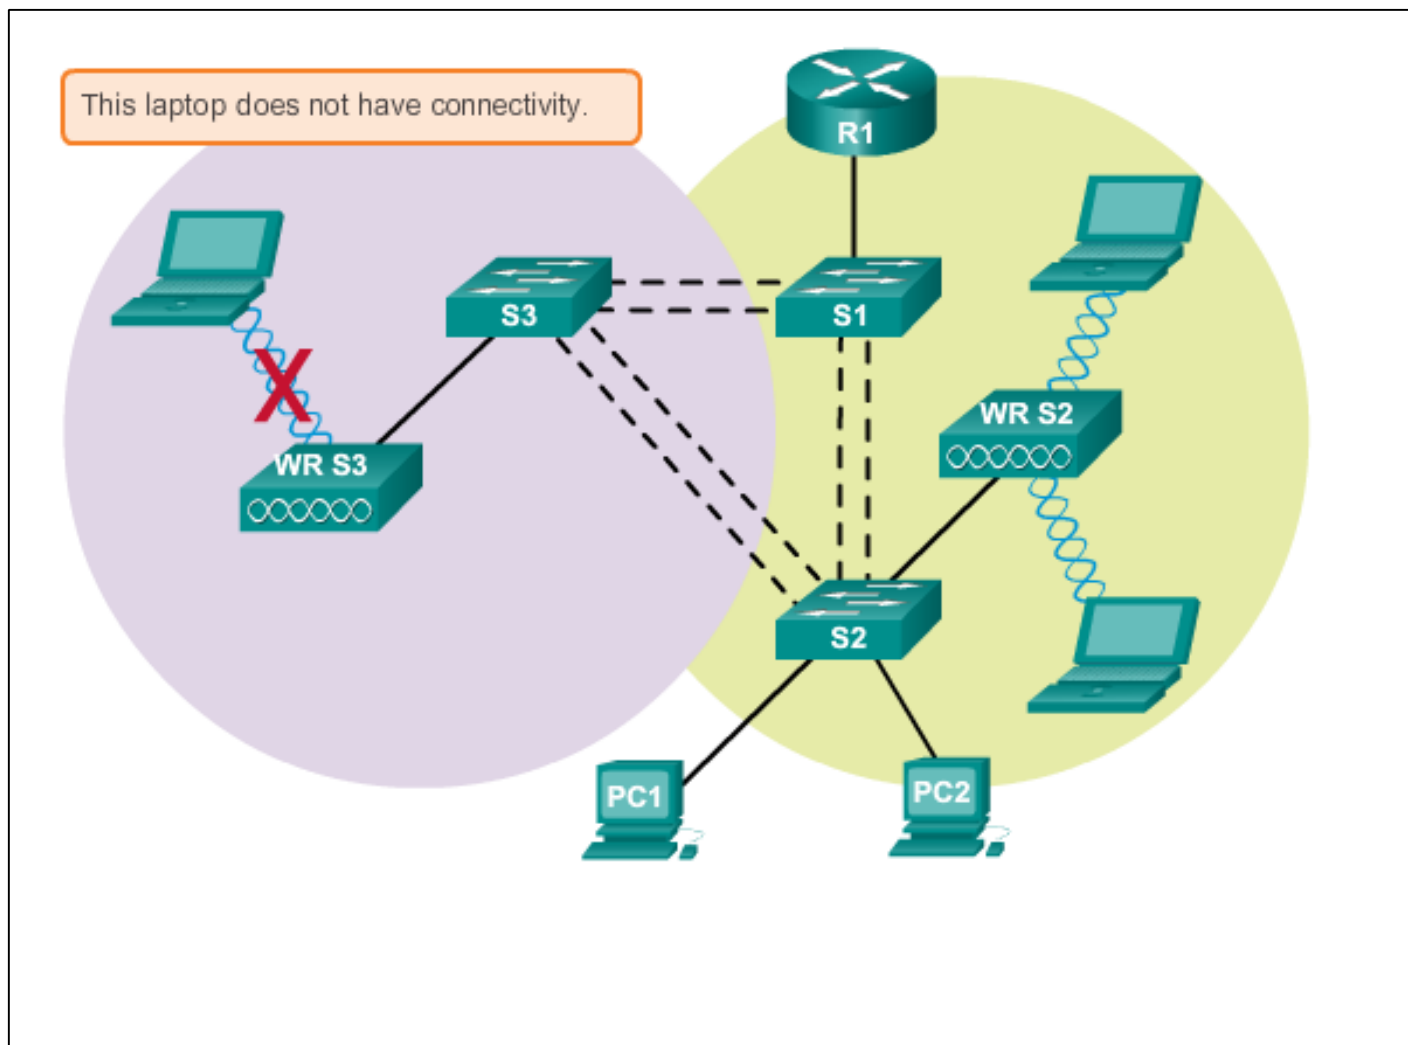 This laptop does not have connectivity.
R1
S3
S1
WR S2
X
WR S3
S2
PC1
PC2